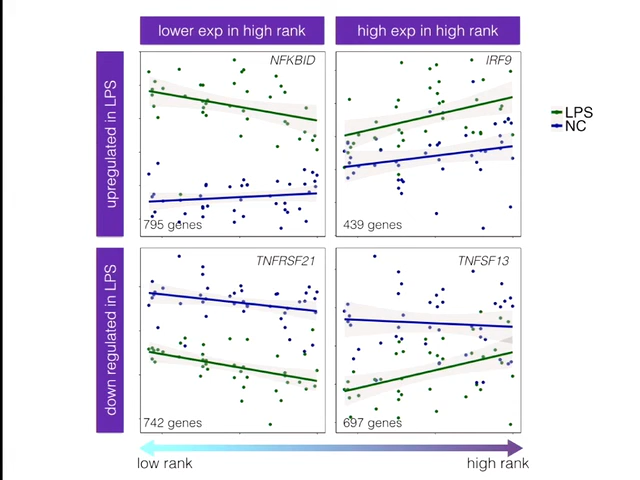 lower exp in high rank
high exp in high rank
upregulated in LPS
NFKBID
795 genes
IRF9
439 genes
LPS
NC
down regulated in LPS
TNFRSF21
742 genes
TNFSF13
697 genes
low rank
high rank